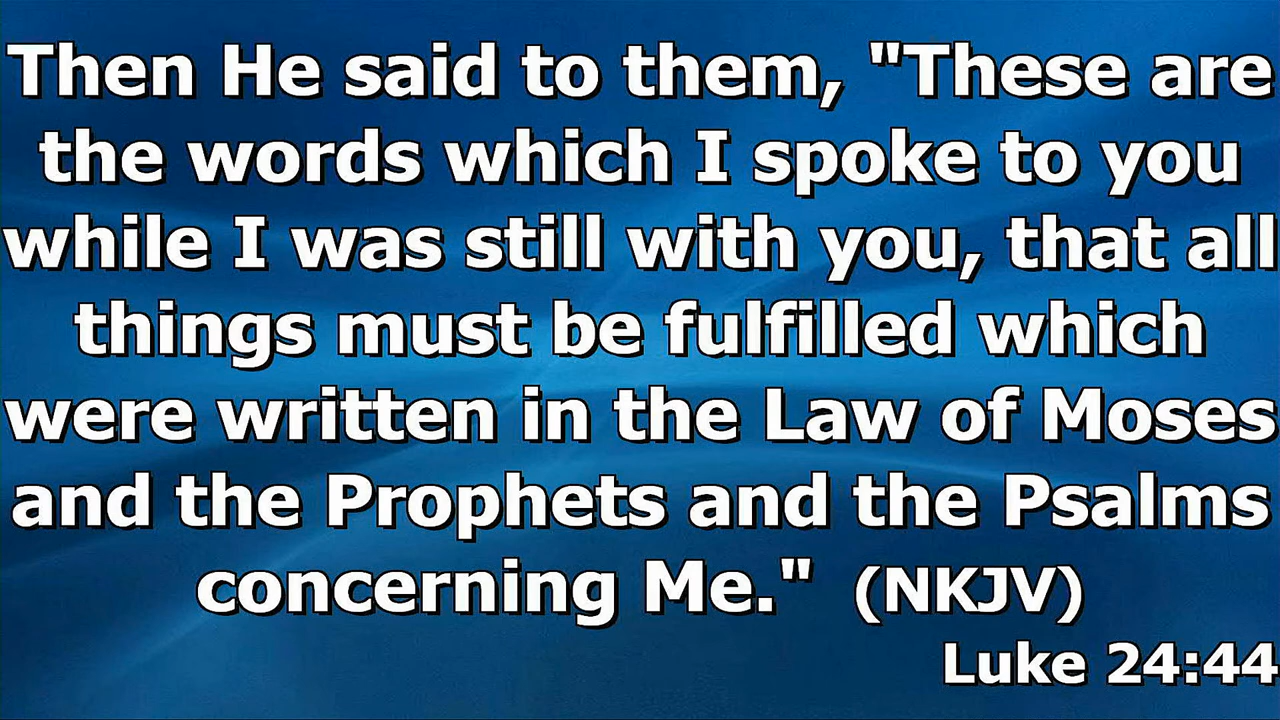 Then He said to them, "These are
the words which I spoke to you
while I was still with you, that all
things must be fulfilled which
were written in the Law of Moses
and the Prophets and the Psalms
concerning Me." (NKJV)
Luke 24:44